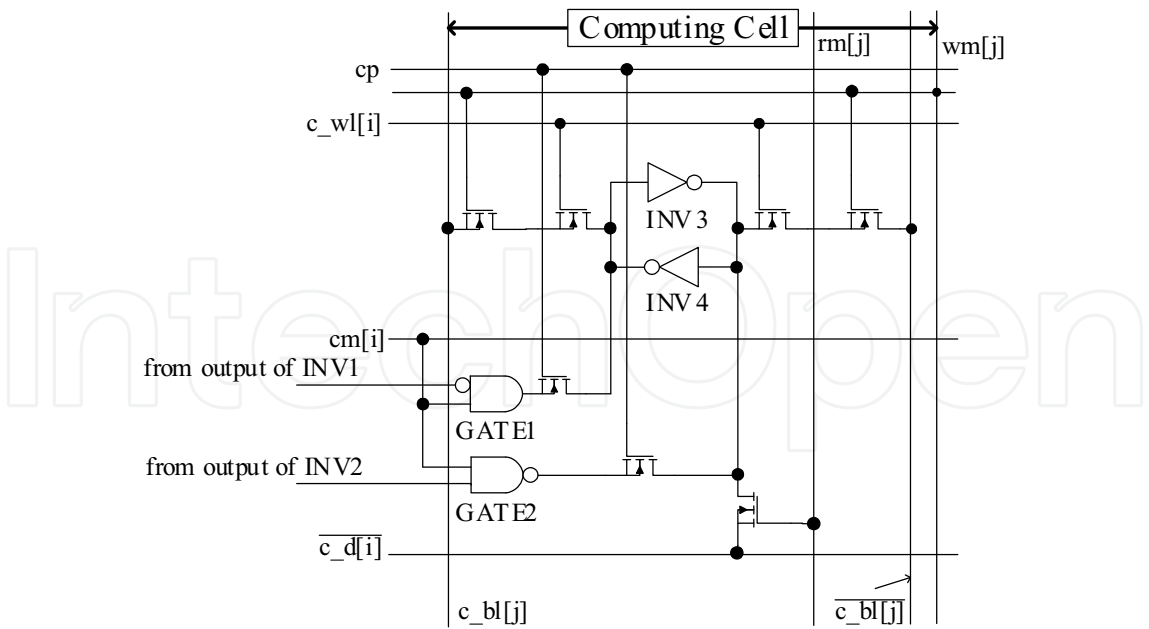 Computing Cell
rm[j]
wm[j]
cp
c_wl[i]
INV3
INV4
IntechOpen
cm[i]
from output of INV1
GATE1
from output of INV2
GATE2
c_d[i]
c_bl[j]
c_bl[j]